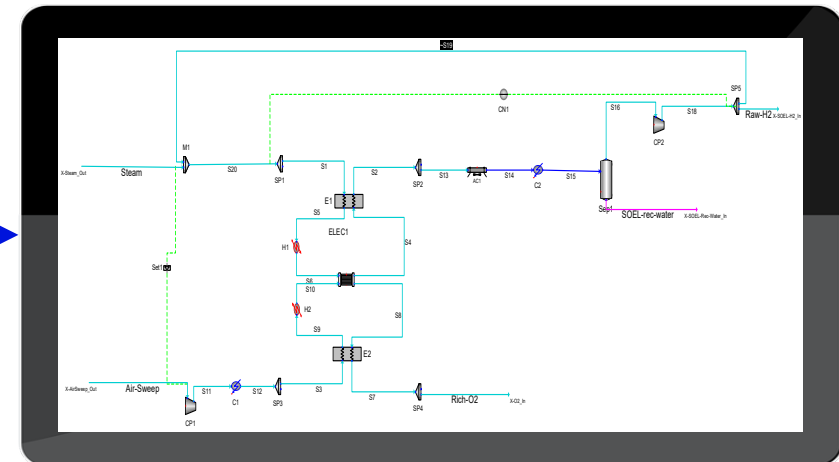 ~S19
CN1
S16
S18
SP5
Raw-H2
X-SOEL-H2_In
CP2
M1
X-Steam_Out
Steam
S20
SP1
S1
S2
SP2
S13
AC1
S14
C2
S15
Sep1
SOEL-rec-water
X-SOEL-Rec-Water_In
E1
S5
ELEC1
S4
H1
Set1
S6
S10
H2
S8
S9
E2
X-AirSweep_Out
Air-Sweep
S11
S12
S3
S7
CP1
C1
SP3
SP4
Rich-O2
X-O2_In